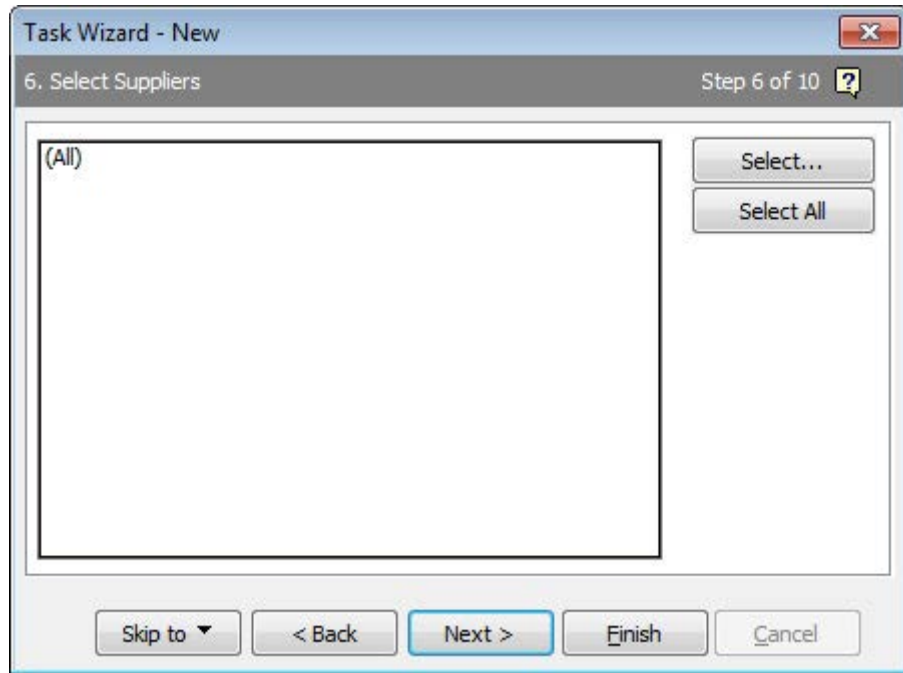 Task Wizard - New
6. Select Suppliers Step 6 of 10 ?
(All)
Select...
Select All
Skip to < Back Next > Finish Cancel